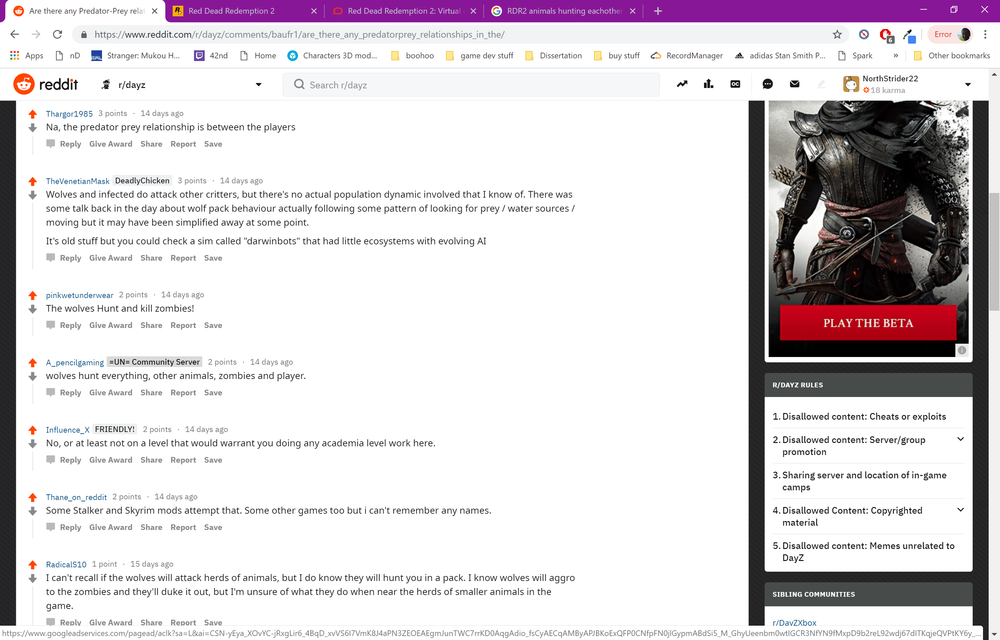 Are there any Predator-Prey relat
Red Dead Redemption 2
Red Dead Redemption 2: Virtual
RDR2 animals hunting eachother
https://www.reddit.com/r/dayz/comments/baufr1/are_there_any_predatorprey_relationships_in_the/
6
Error
Apps
nD
MAL
Stranger: Mukou H...
42nd
Home
Characters 3D mod...
boohoo
game dev stuff
Dissertation
buy stuff
RecordManager
adidas
adidas Stan Smith P...
Spark
»
Other bookmarks
reddit
r/dayz
Search r/dayz
OC
NorthStrider22
18 karma
Thargor1985 3 points · 14 days ago
Na, the predator prey relationship is between the players
Reply Give Award Share Report Save
TheVenetianMask DeadlyChicken 3 points · 14 days ago
Wolves and infected do attack other critters, but there's no actual population dynamic involved that I know of. There was
some talk back in the day about wolf pack behaviour actually following some pattern of looking for prey / water sources /
moving but it may have been simplified away at some point.
It's old stuff but you could check a sim called "darwinbots" that had little ecosystems with evolving AI
Reply Give Award Share Report Save
pinkwetunderwear 2 points · 14 days ago
The wolves Hunt and kill zombies!
Reply Give Award Share Report Save
A_pencilgaming =UN= Community Server 2 points · 14 days ago
wolves hunt everything, other animals, zombies and player.
Reply Give Award Share Report Save
Influence_X FRIENDLY! 2 points · 14 days ago
No, or at least not on a level that would warrant you doing any academia level work here.
Reply Give Award Share Report Save
Thane_on_reddit 2 points · 14 days ago
Some Stalker and Skyrim mods attempt that. Some other games too but i can't remember any names.
Reply Give Award Share Report Save
RadicalS10 1 point · 15 days ago
I can't recall if the wolves will attack herds of animals, but I do know they will hunt you in a pack. I know wolves will aggro
to the zombies and they'll duke it out, but I'm unsure of what they do when near the herds of smaller animals in the
game.
Reply Give Award Share Report Save
PLAY THE BETA
R/DAYZ RULES
1. Disallowed content: Cheats or exploits
2. Disallowed content: Server/group
promotion
3. Sharing server and location of in-game
camps
4. Disallowed Content: Copyrighted
material
5. Disallowed content: Memes unrelated to
DayZ
SIBLING COMMUNITIES
r/DayZXbox
https://www.googleadservices.com/pagead/aclk?sa=L&ai=CSN-yEya_XOvYC-jRxgLir6_4BqD_xvVS6I7VmK8J4aPN3ZEOEAEgmJunTWC7rrKD0AqgAdio_fsCyAECqAMByAPJBKoExQFP0CNfpFN0jlGypmABdSi5_M_GhyUeenbm0wtIGCR3NfYN9fMxpD9b2reL92wdj67dITKqjeQVPtKY6y_...